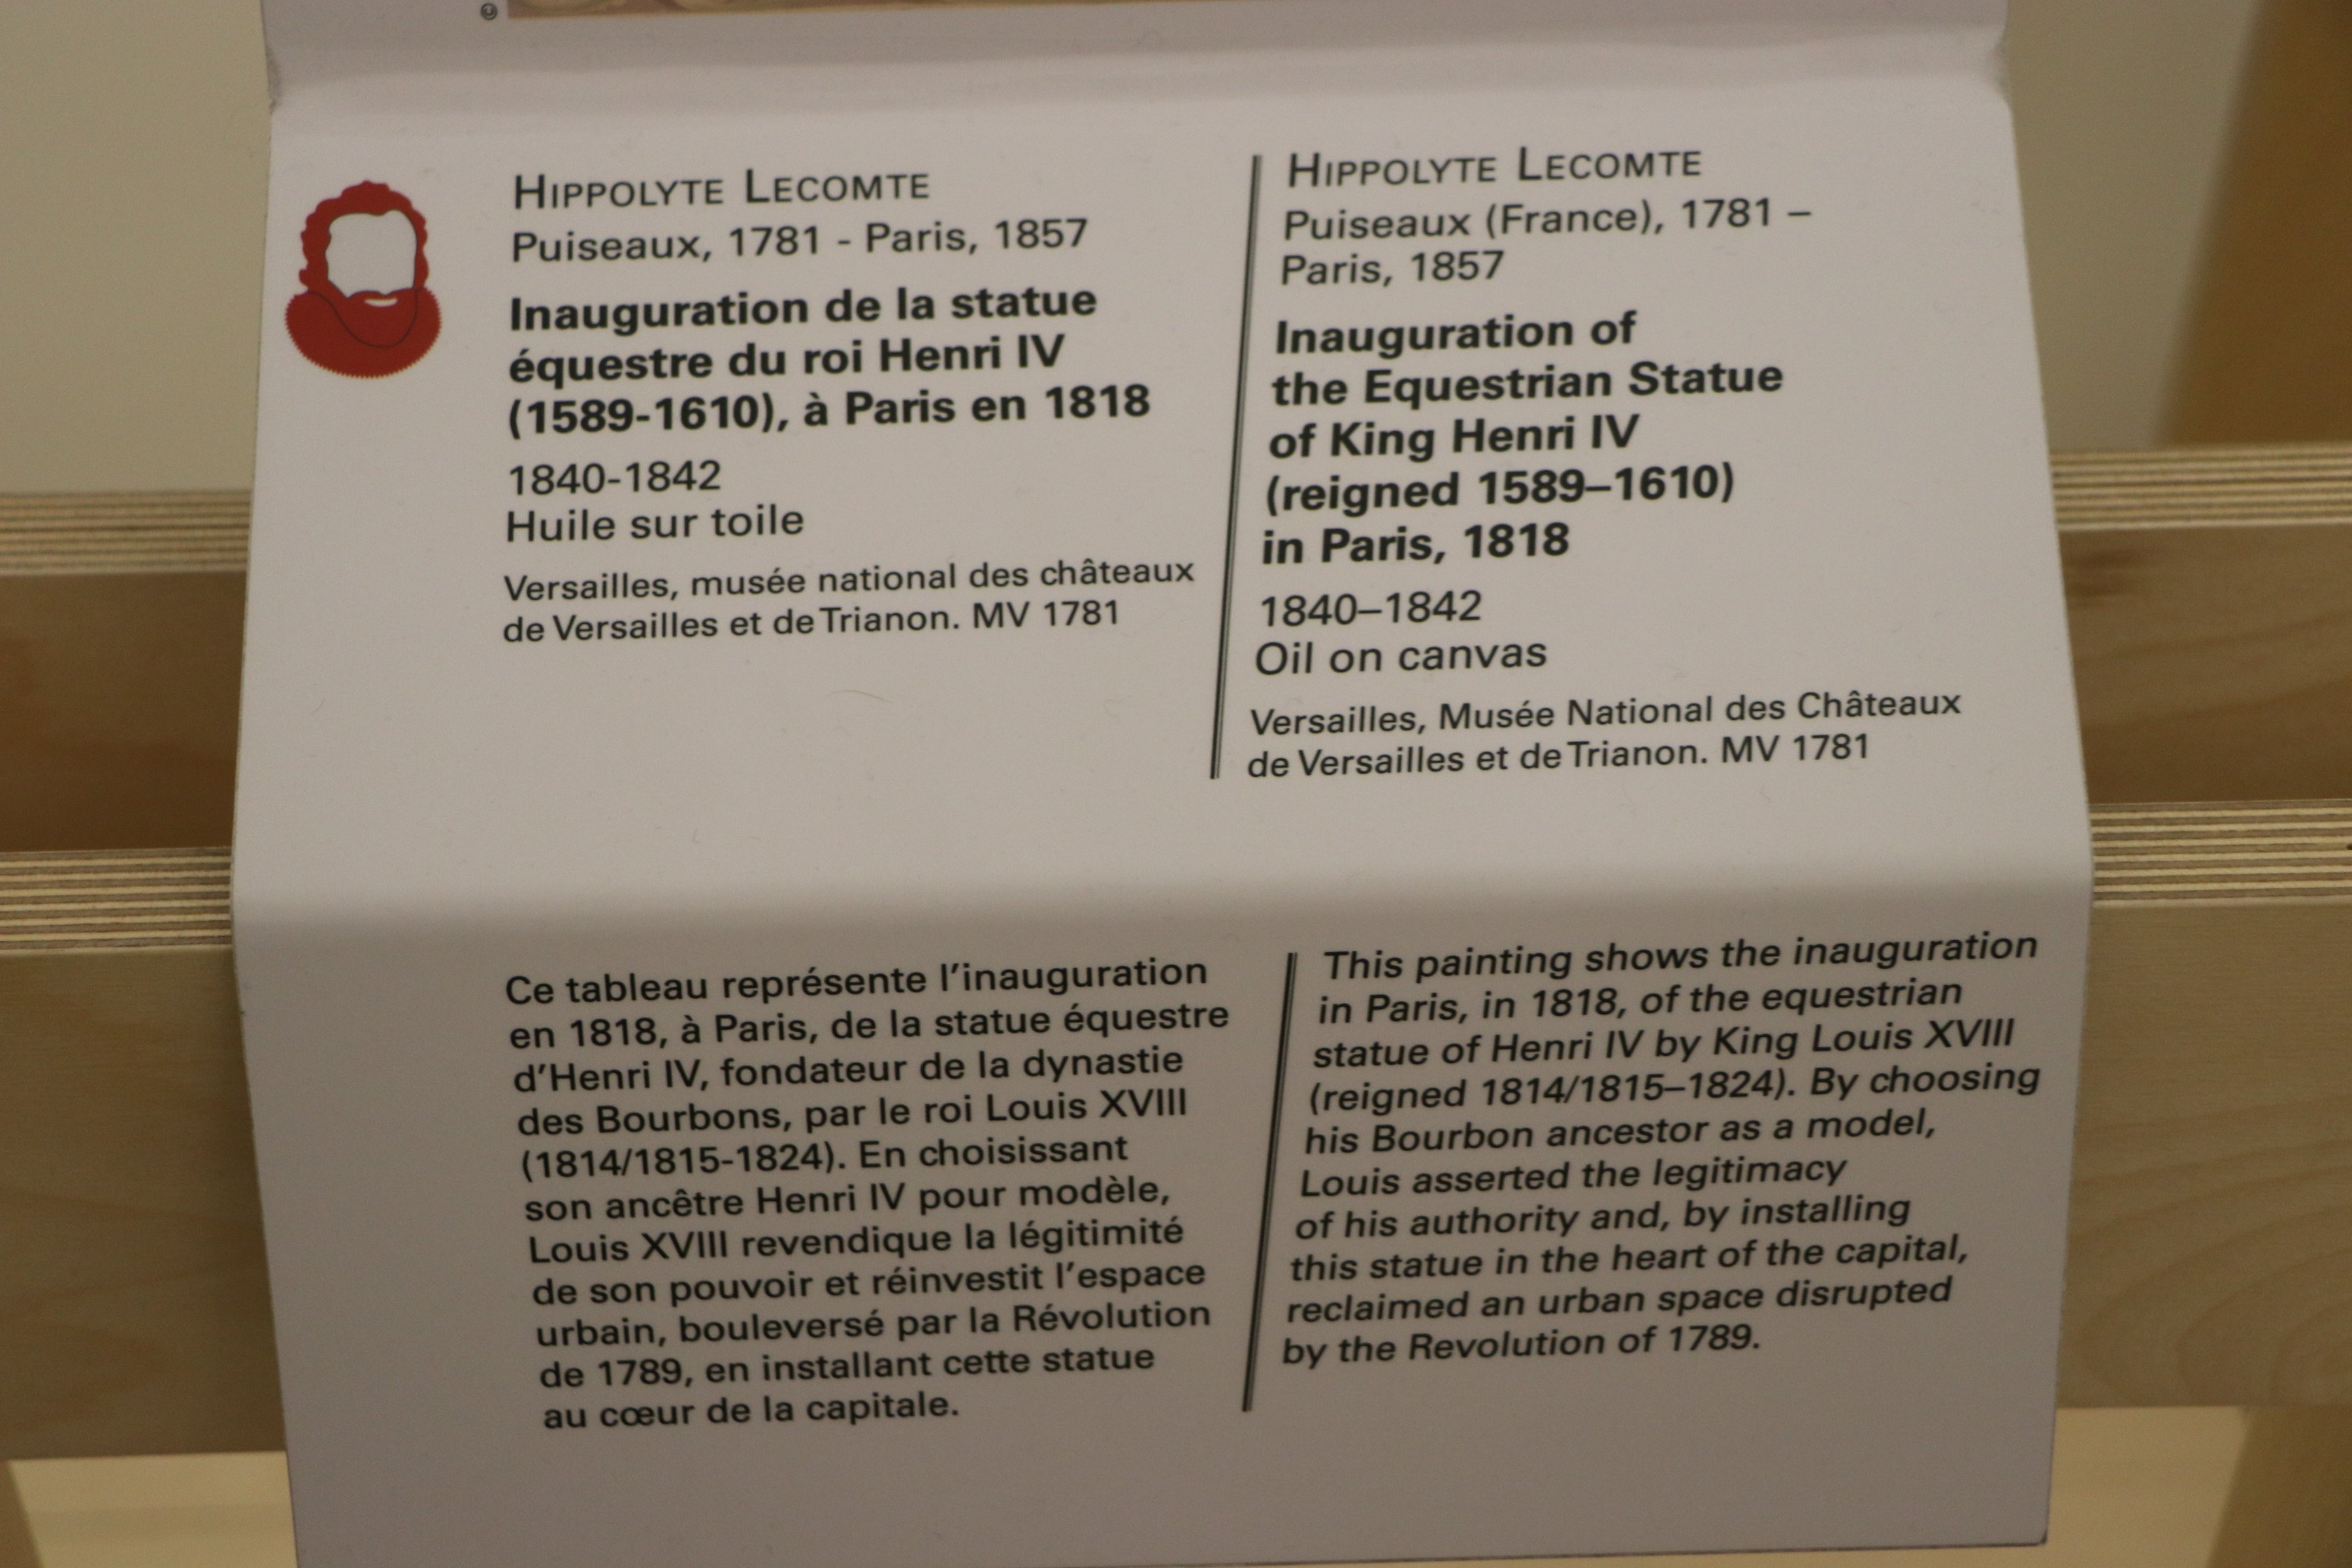 HIPPOLYTE LECOMTE
Puiseaux, 1781 - Paris, 1857
Inauguration de la statue
équestre du roi Henri IV
(1589-1610), à Paris en 1818
1840-1842
Huile sur toile
Versailles, musée national des châteaux
de Versailles et de Trianon. MV 1781
HIPPOLYTE LECOMTE
Puiseaux (France), 1781 –
Paris, 1857
Inauguration of
the Equestrian Statue
of King Henri IV
(reigned 1589–1610)
in Paris, 1818
1840–1842
Oil on canvas
Versailles, Musée National des Châteaux
de Versailles et de Trianon. MV 1781
Ce tableau représente l’inauguration
en 1818, à Paris, de la statue équestre
d’Henri IV, fondateur de la dynastie
des Bourbons, par le roi Louis XVIII
(1814/1815-1824). En choisissant
son ancêtre Henri IV pour modèle,
Louis XVIII revendique la légitimité
de son pouvoir et réinvestit l’espace
urbain, bouleversé par la Révolution
de 1789, en installant cette statue
au cœur de la capitale.
This painting shows the inauguration
in Paris, in 1818, of the equestrian
statue of Henri IV by King Louis XVIII
(reigned 1814/1815–1824). By choosing
his Bourbon ancestor as a model,
Louis asserted the legitimacy
of his authority and, by installing
this statue in the heart of the capital,
reclaimed an urban space disrupted
by the Revolution of 1789.